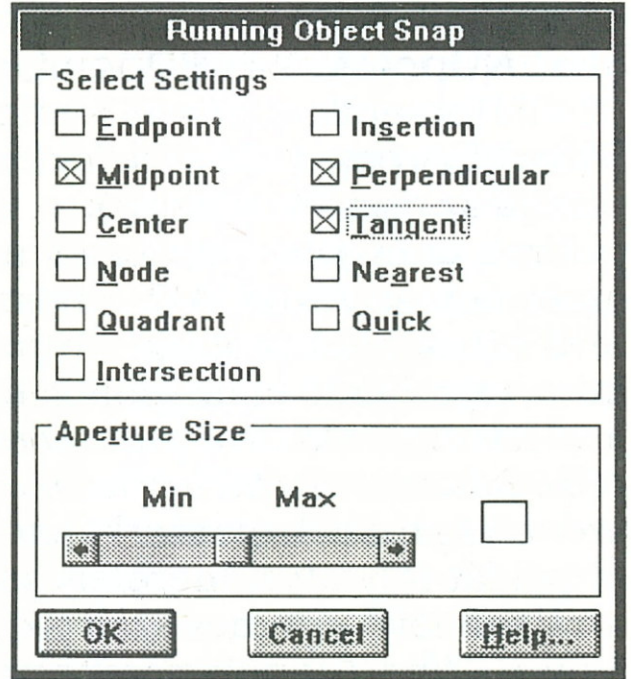 Running Object Snap
Select Settings
Endpoint
Insertion
Midpoint
Perpendicular
Center
Tangent
Node
Nearest
Quadrant
Quick
Intersection
Aperture Size
Min Max
OK Cancel Help...